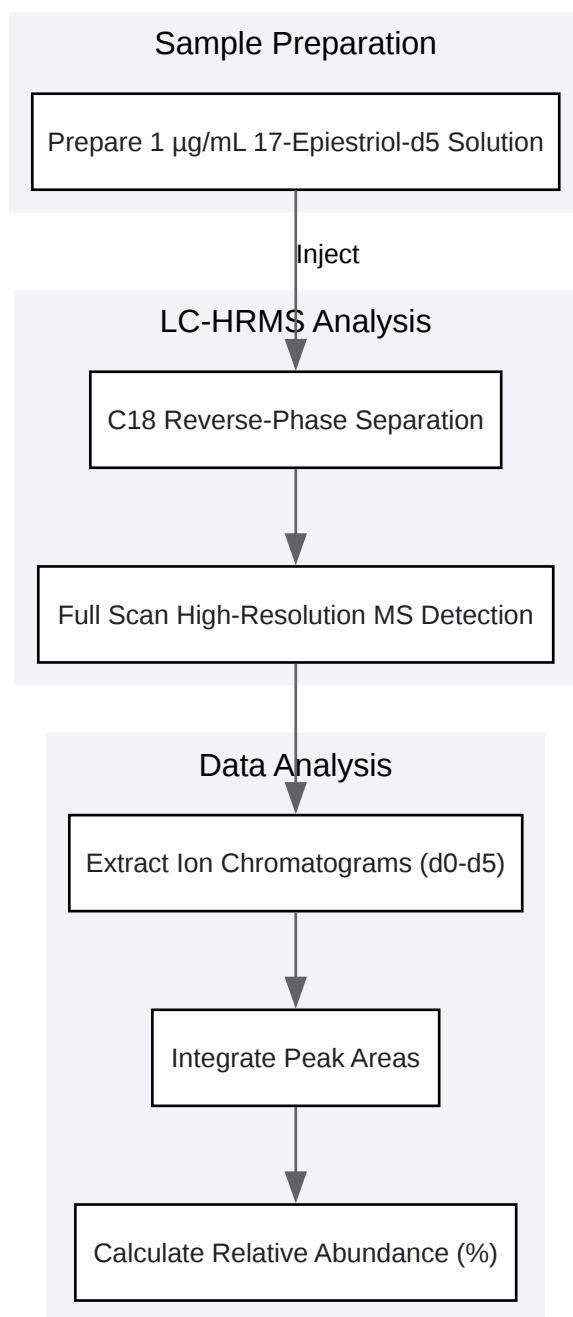 Sample Preparation
Prepare 1 µg/mL 17-Epiestriol-d5 Solution
Inject
LC-HRMS Analysis
C18 Reverse-Phase Separation
Full Scan High-Resolution MS Detection
Data Analysis
Extract Ion Chromatograms (d0-d5)
Integrate Peak Areas
Calculate Relative Abundance (%)